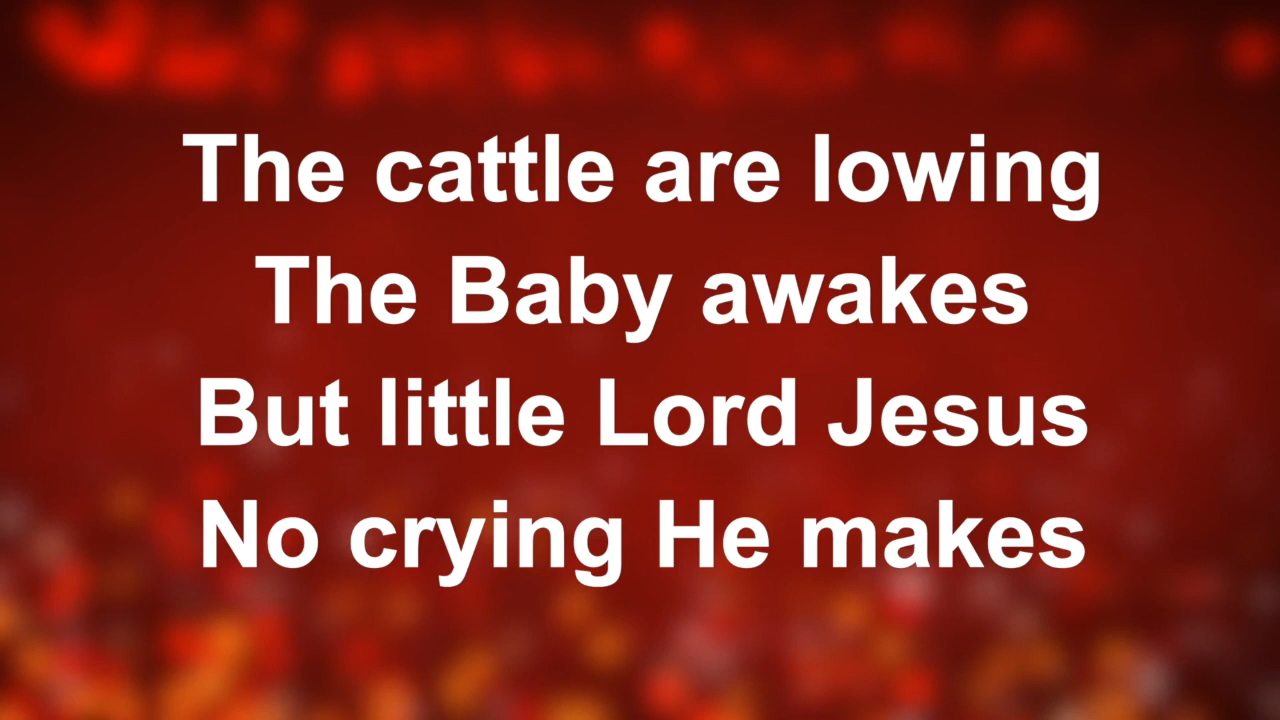 The cattle are lowing
The Baby awakes
But little Lord Jesus
No crying He makes